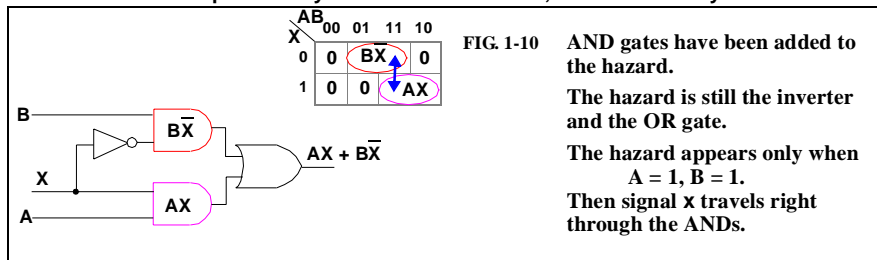 AB
X
00 01 11 10
0 0 BX̅ 0
1 0 0 AX
FIG. 1-10
AND gates have been added to
the hazard.
The hazard is still the inverter
and the OR gate.
The hazard appears only when
A = 1, B = 1.
Then signal x travels right
through the ANDs.
B
BX̅
AX + BX̅
X
AX
A